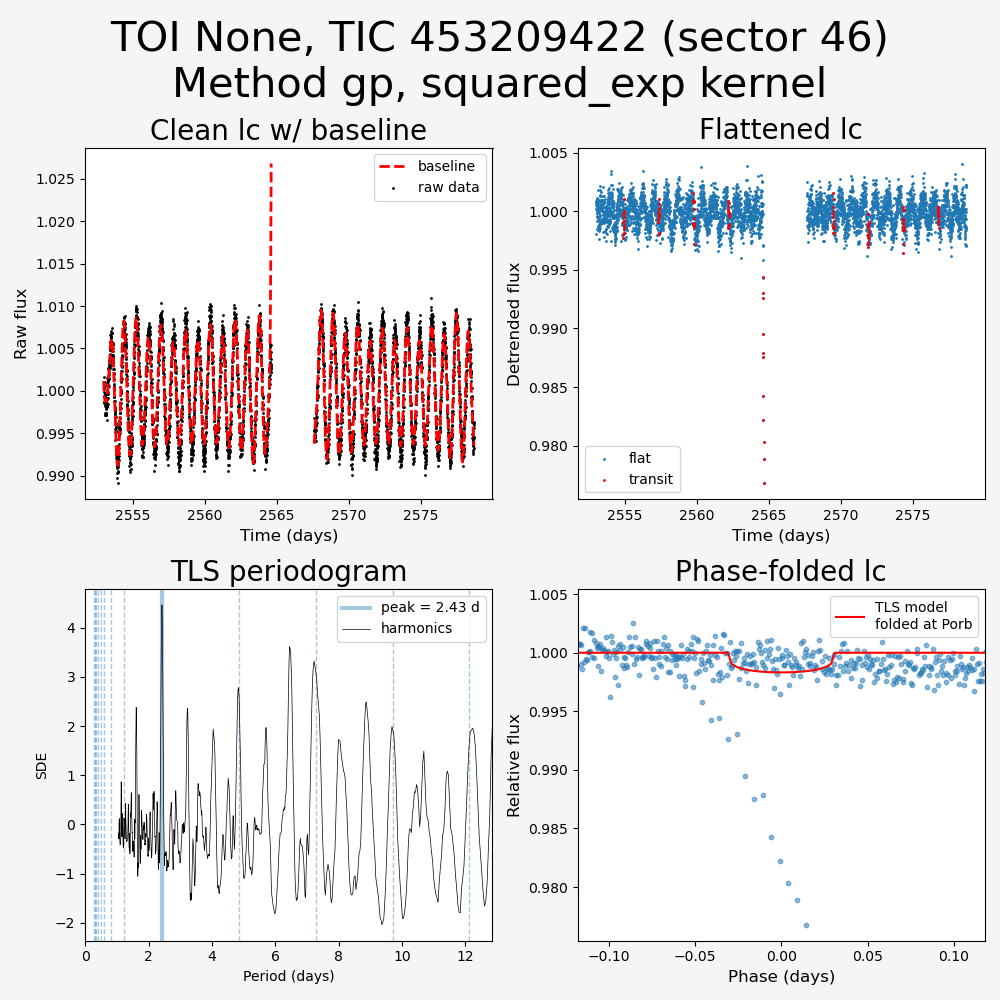 TOI None, TIC 453209422 (sector 46)
Method gp, squared_exp kernel
Clean lc w/ baseline
Raw flux
1.025
1.020
1.015
1.010
1.005
1.000
0.995
0.990
baseline
raw data
2555 2560 2565 2570 2575
Time (days)
Flattened lc
Detrended flux
1.005
1.000
0.995
0.990
0.985
0.980
flat
transit
2555 2560 2565 2570 2575
Time (days)
TLS periodogram
SDE
4
3
2
1
0
−1
−2
peak = 2.43 d
harmonics
0 2 4 6 8 10 12
Period (days)
Phase-folded lc
Relative flux
1.005
1.000
0.995
0.990
0.985
0.980
TLS model
folded at Porb
−0.10 −0.05 0.00 0.05 0.10
Phase (days)